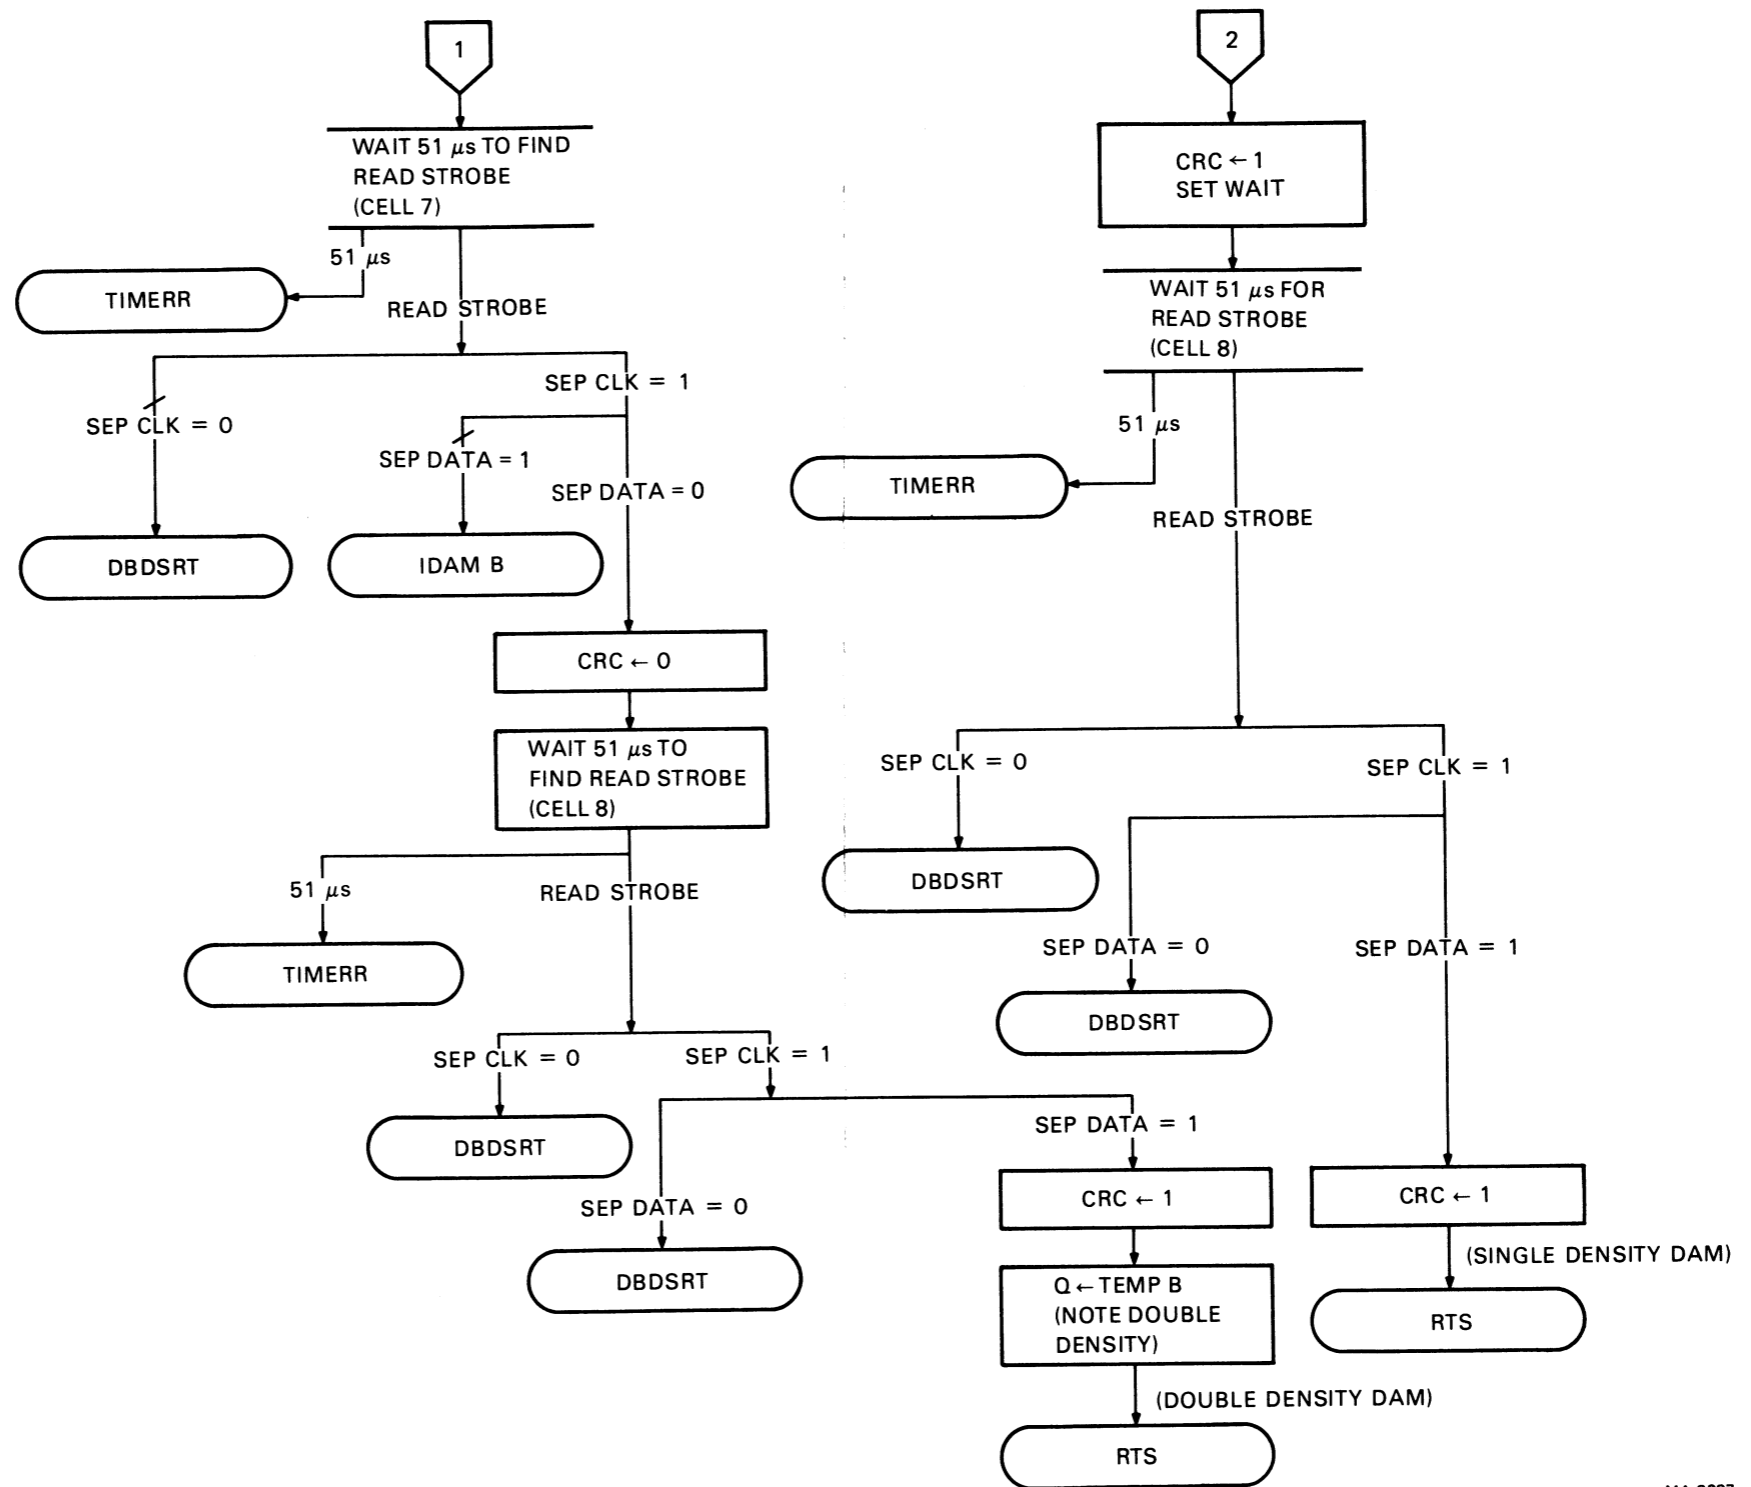 1
WAIT 51 μs TO FIND
READ STROBE
(CELL 7)
51 μs
TIMERR
READ STROBE
SEP CLK = 0
SEP CLK = 1
SEP DATA = 1
SEP DATA = 0
DBDSRT
IDAM B
CRC ← 0
WAIT 51 μs TO
FIND READ STROBE
(CELL 8)
51 μs
READ STROBE
TIMERR
SEP CLK = 0
SEP CLK = 1
DBDSRT
SEP DATA = 0
DBDSRT
SEP DATA = 1
CRC ← 1
Q ← TEMP B
(NOTE DOUBLE
DENSITY)
(DOUBLE DENSITY DAM)
RTS
2
CRC ← 1
SET WAIT
WAIT 51 μs FOR
READ STROBE
(CELL 8)
51 μs
TIMERR
READ STROBE
SEP CLK = 0
SEP CLK = 1
DBDSRT
SEP DATA = 0
SEP DATA = 1
DBDSRT
CRC ← 1
(SINGLE DENSITY DAM)
RTS